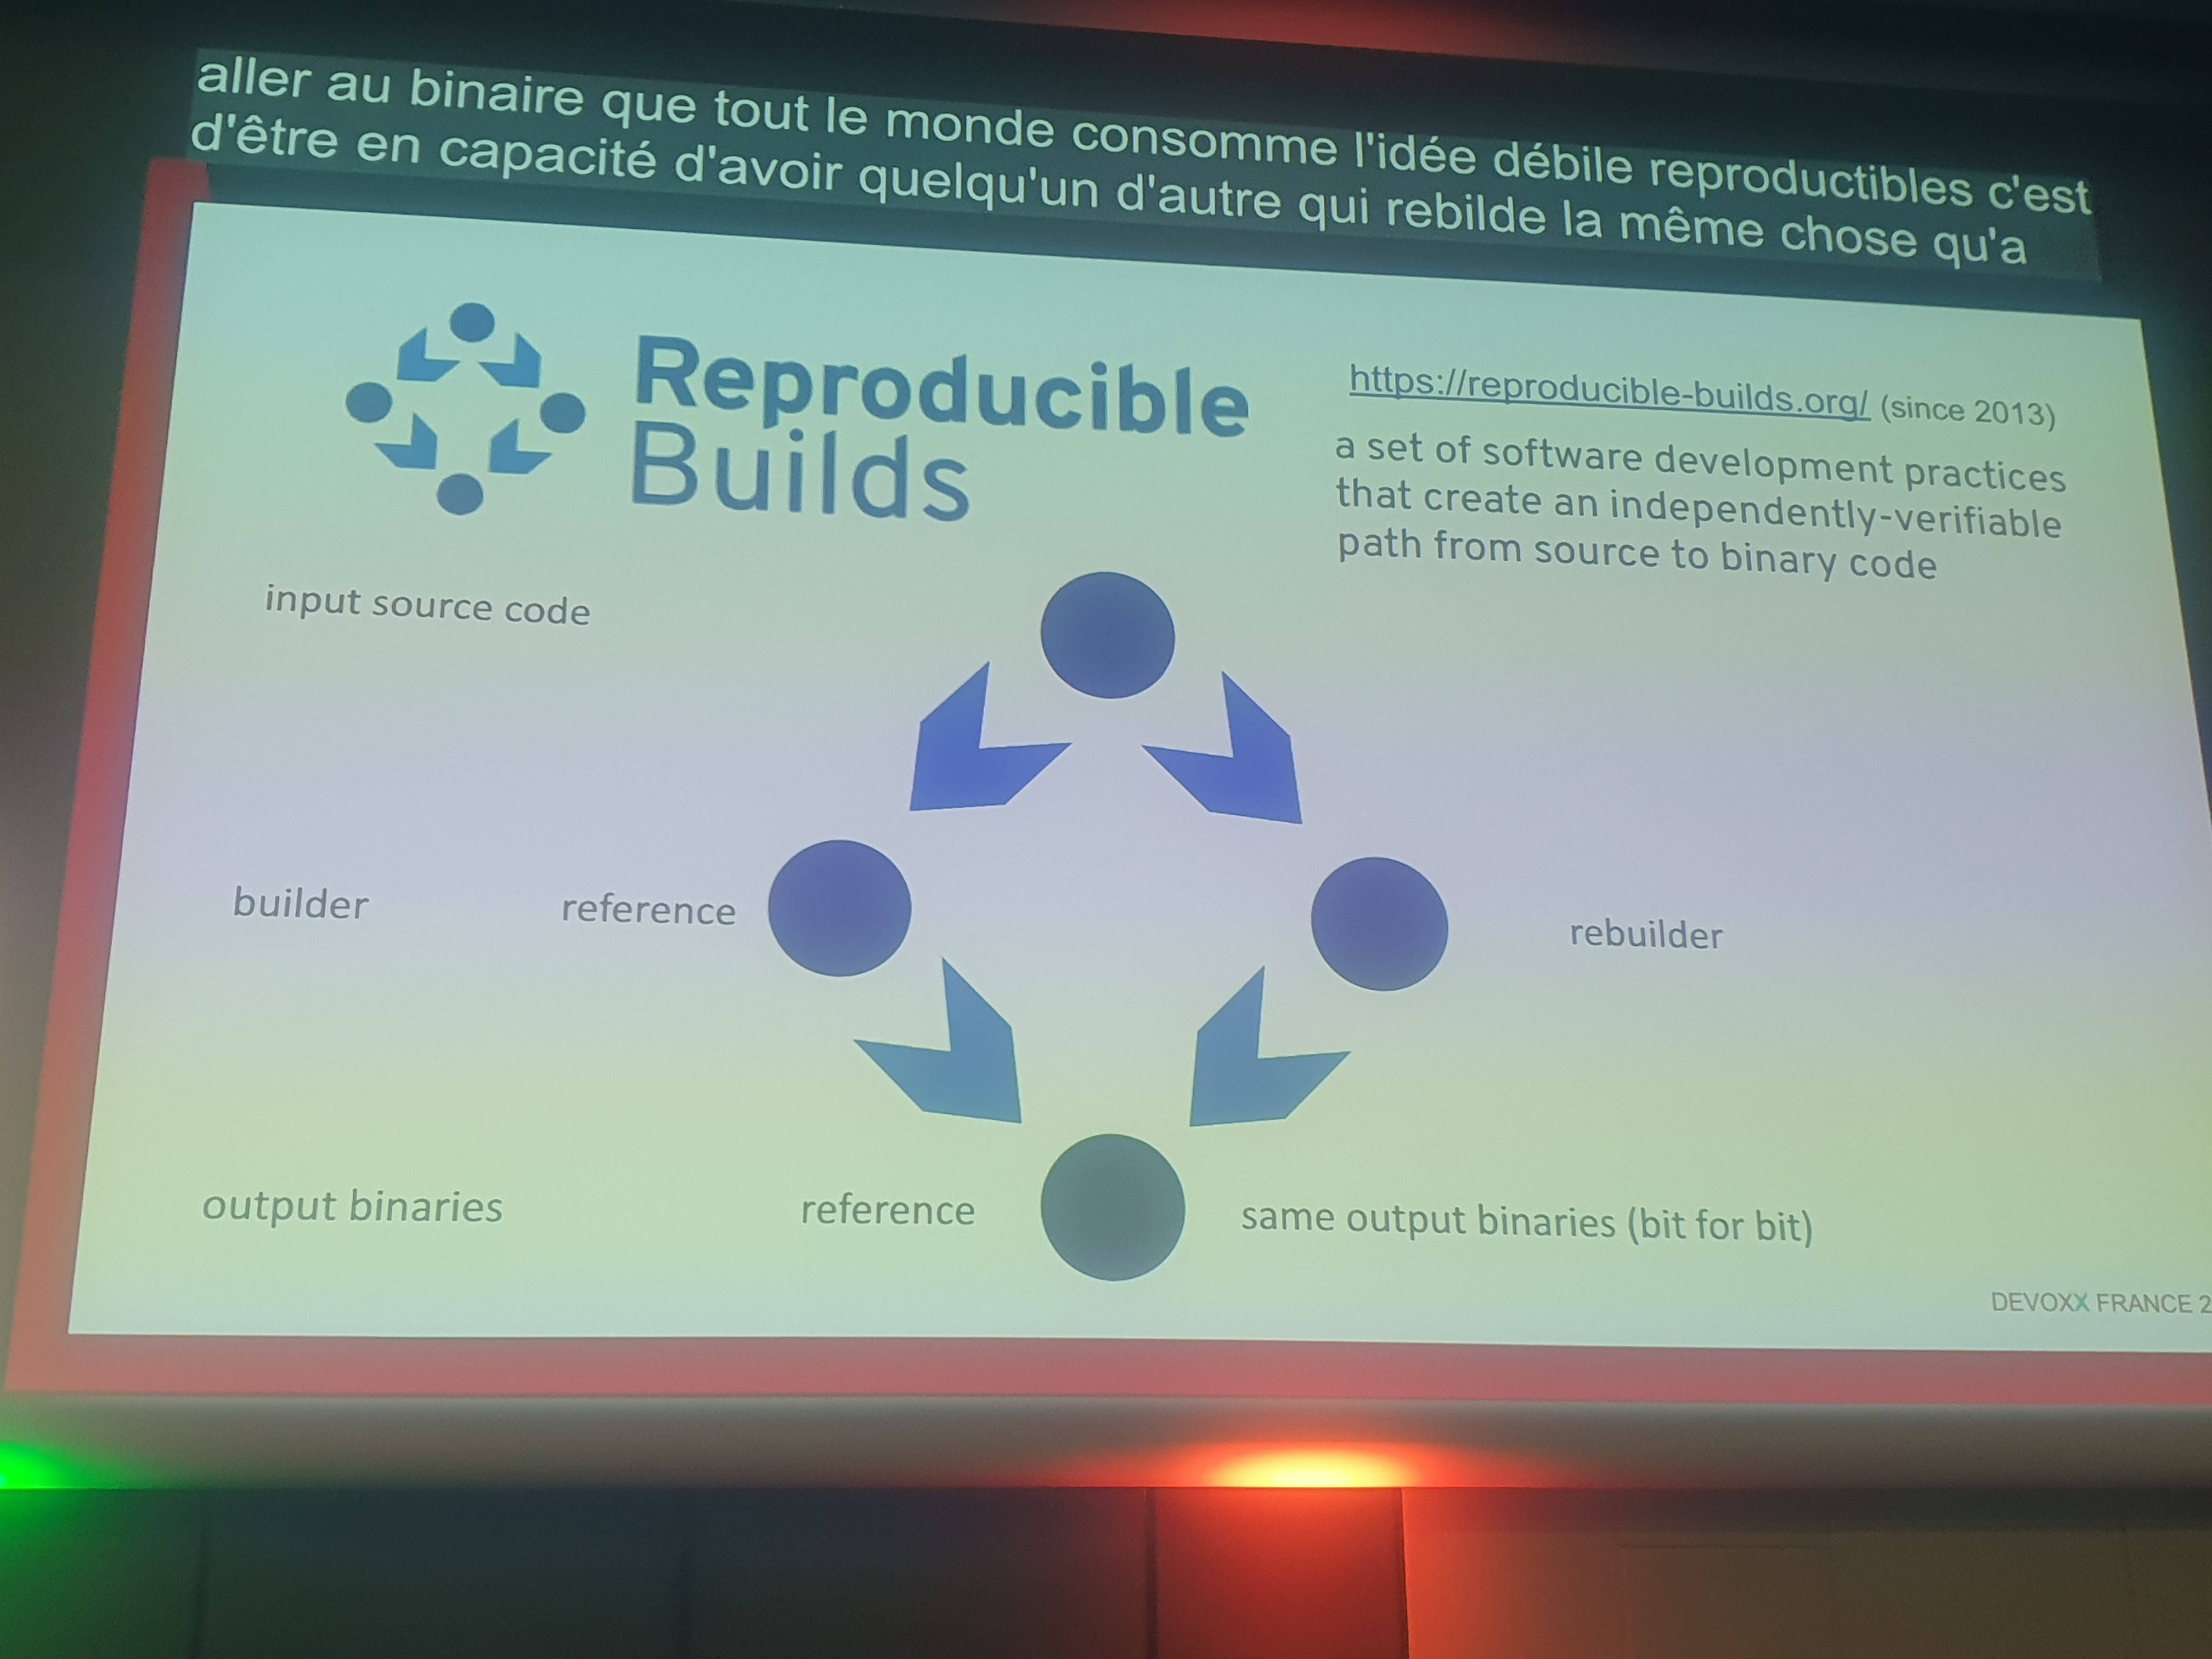 aller au binaire que tout le monde consomme l'idée débile reproductibles c'est
d'être en capacité d'avoir quelqu'un d'autre qui rebilde la même chose qu'a
Reproducible
Builds
https://reproducible-builds.org/ (since 2013)
a set of software development practices
that create an independently-verifiable
path from source to binary code
input source code
builder
reference
rebuilder
output binaries
reference
same output binaries (bit for bit)
DEVOXX FRANCE 2